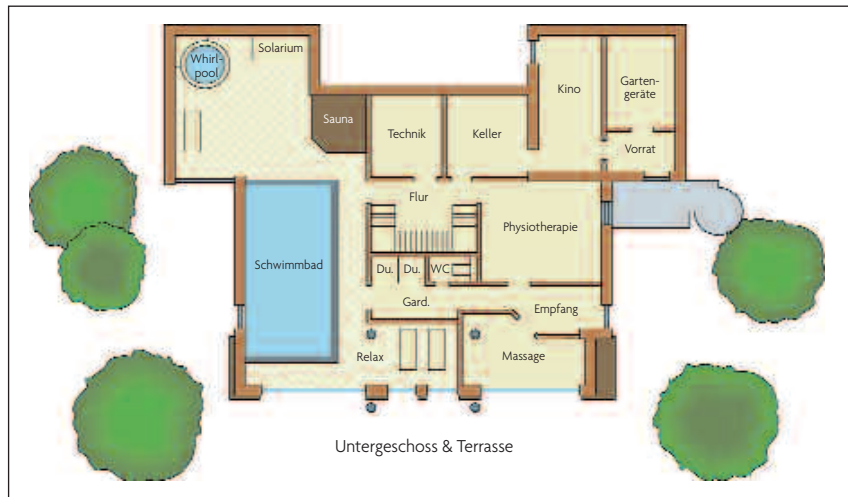 Solarium
Whirl-
pool
Kino
Garten-
geräte
Sauna
Technik
Keller
Vorrat
Flur
Physiotherapie
Schwimmbad
Du.
Du.
WC
Gard.
Empfang
Relax
Massage
Untergeschoss & Terrasse